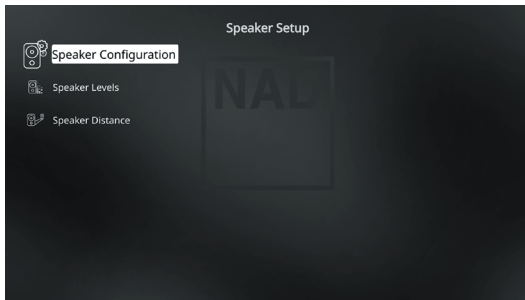 Speaker Setup
Speaker Configuration
NAD
Speaker Levels
Speaker Distance